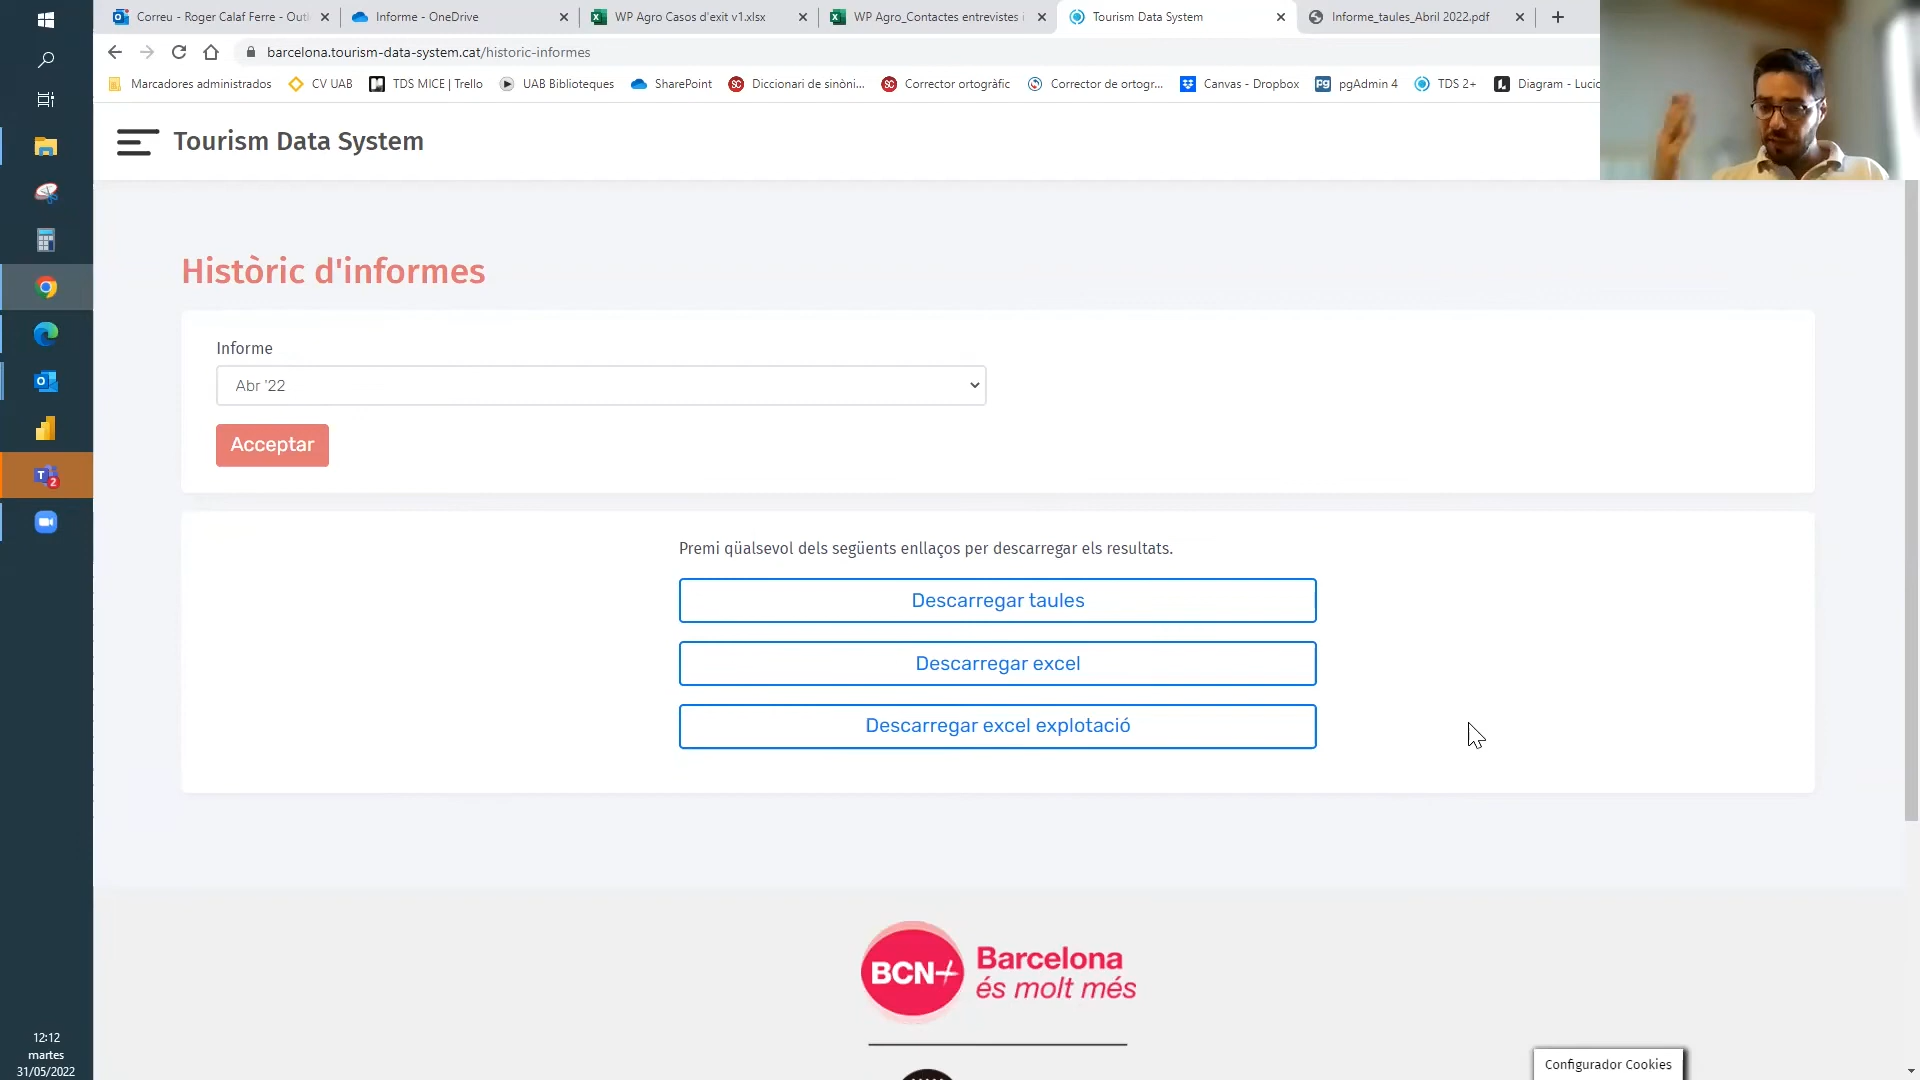 Correu - Roger Calaf Ferre - Outl
Informe - OneDrive
WP Agro Casos d'exit v1.xlsx
WP Agro_Contactes entrevistes i
Tourism Data System
Informe_taules_Abril 2022.pdf
barcelona.tourism-data-system.cat/historic-informes
Marcadores administrados
CV UAB
TDS MICE | Trello
UAB Biblioteques
SharePoint
Diccionari de sinòni...
Corrector ortogràfic
Corrector de ortogr...
Canvas - Dropbox
pgAdmin 4
TDS 2+
Diagram - Lucid
Tourism Data System
Històric d'informes
Informe
Abr '22
Acceptar
Premi qüalsevol dels següents enllaços per descarregar els resultats.
Descarregar taules
Descarregar excel
Descarregar excel explotació
BCN+
Barcelona
és molt més
Configurador Cookies
12:12
martes
31/05/2022